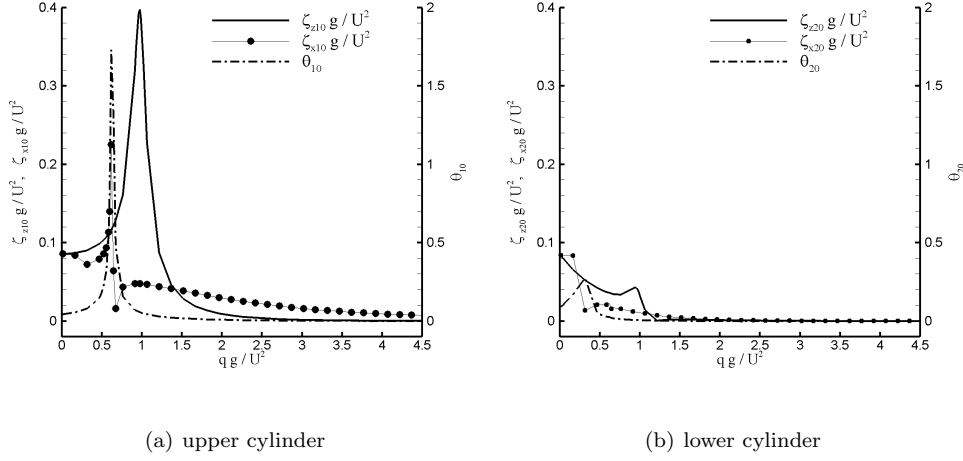 ζz10 g / U²
ζx10 g / U²
θ10
0.4
0.3
0.2
0.1
0
2
1.5
1
0.5
0
ζz10 g / U², ζx10 g / U²
θ10
0 0.5 1 1.5 2 2.5 3 3.5 4 4.5
q g / U²
(a) upper cylinder
ζz20 g / U²
ζx20 g / U²
θ20
0.4
0.3
0.2
0.1
0
2
1.5
1
0.5
0
ζz20 g / U², ζx20 g / U²
θ20
0 0.5 1 1.5 2 2.5 3 3.5 4 4.5
q g / U²
(b) lower cylinder